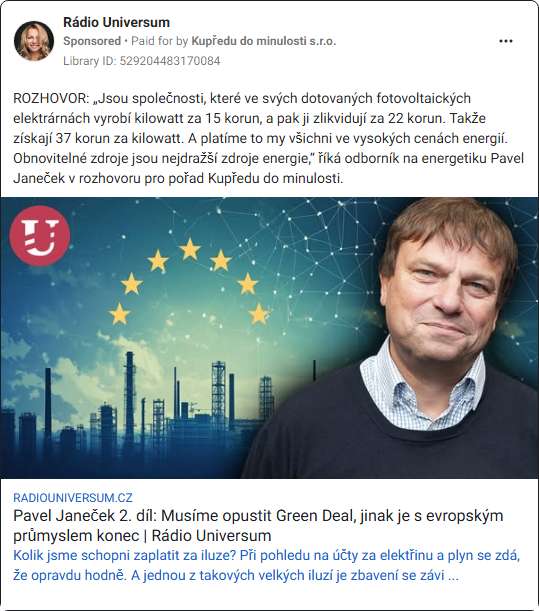 Rádio Universum
Sponsored • Paid for by Kupředu do minulosti s.r.o.
Library ID: 529204483170084
ROZHOVOR: „Jsou společnosti, které ve svých dotovaných fotovoltaických
elektrárnách vyrobí kilowatt za 15 korun, a pak ji zlikvidují za 22 korun. Takže
získají 37 korun za kilowatt. A platíme to my všichni ve vysokých cenách energií.
Obnovitelné zdroje jsou nejdražší zdroje energie,“ říká odborník na energetiku Pavel
Janeček v rozhovoru pro pořad Kupředu do minulosti.
U
RADIOUNIVERSUM.CZ
Pavel Janeček 2. díl: Musíme opustit Green Deal, jinak je s evropským
průmyslem konec | Rádio Universum
Kolik jsme schopni zaplatit za iluze? Při pohledu na účty za elektřinu a plyn se zdá,
že opravdu hodně. A jednou z takových velkých iluzí je zbavení se závi ...